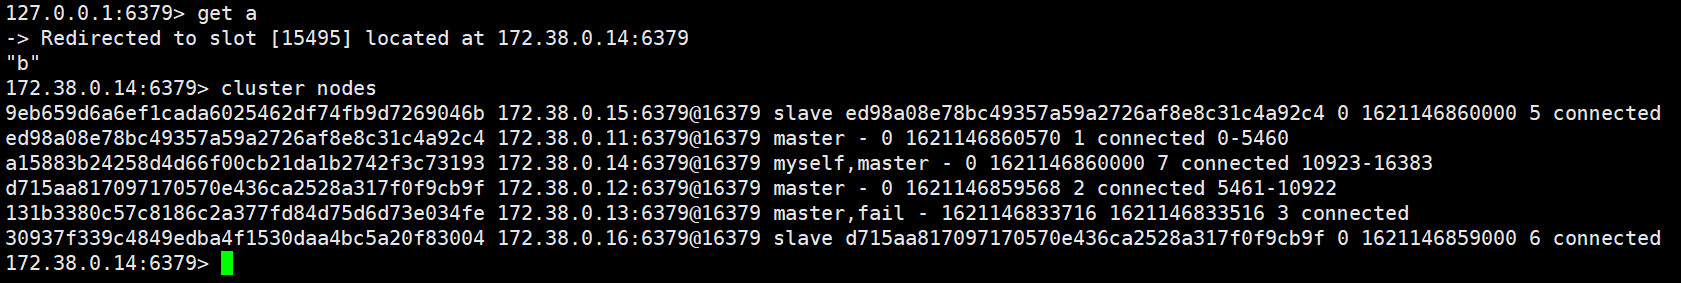 127.0.0.1:6379> get a
-> Redirected to slot [15495] located at 172.38.0.14:6379
"b"
172.38.0.14:6379> cluster nodes
9eb659d6a6ef1cada6025462df74fb9d7269046b 172.38.0.15:6379@16379 slave ed98a08e78bc49357a59a2726af8e8c31c4a92c4 0 1621146860000 5 connected
ed98a08e78bc49357a59a2726af8e8c31c4a92c4 172.38.0.11:6379@16379 master - 0 1621146860570 1 connected 0-5460
a15883b24258d4d66f00cb21da1b2742f3c73193 172.38.0.14:6379@16379 myself,master - 0 1621146860000 7 connected 10923-16383
d715aa817097170570e436ca2528a317f0f9cb9f 172.38.0.12:6379@16379 master - 0 1621146859568 2 connected 5461-10922
131b3380c57c8186c2a377fd84d75d6d73e034fe 172.38.0.13:6379@16379 master,fail - 1621146833716 1621146833516 3 connected
30937f339c4849edba4f1530daa4bc5a20f83004 172.38.0.16:6379@16379 slave d715aa817097170570e436ca2528a317f0f9cb9f 0 1621146859000 6 connected
172.38.0.14:6379>